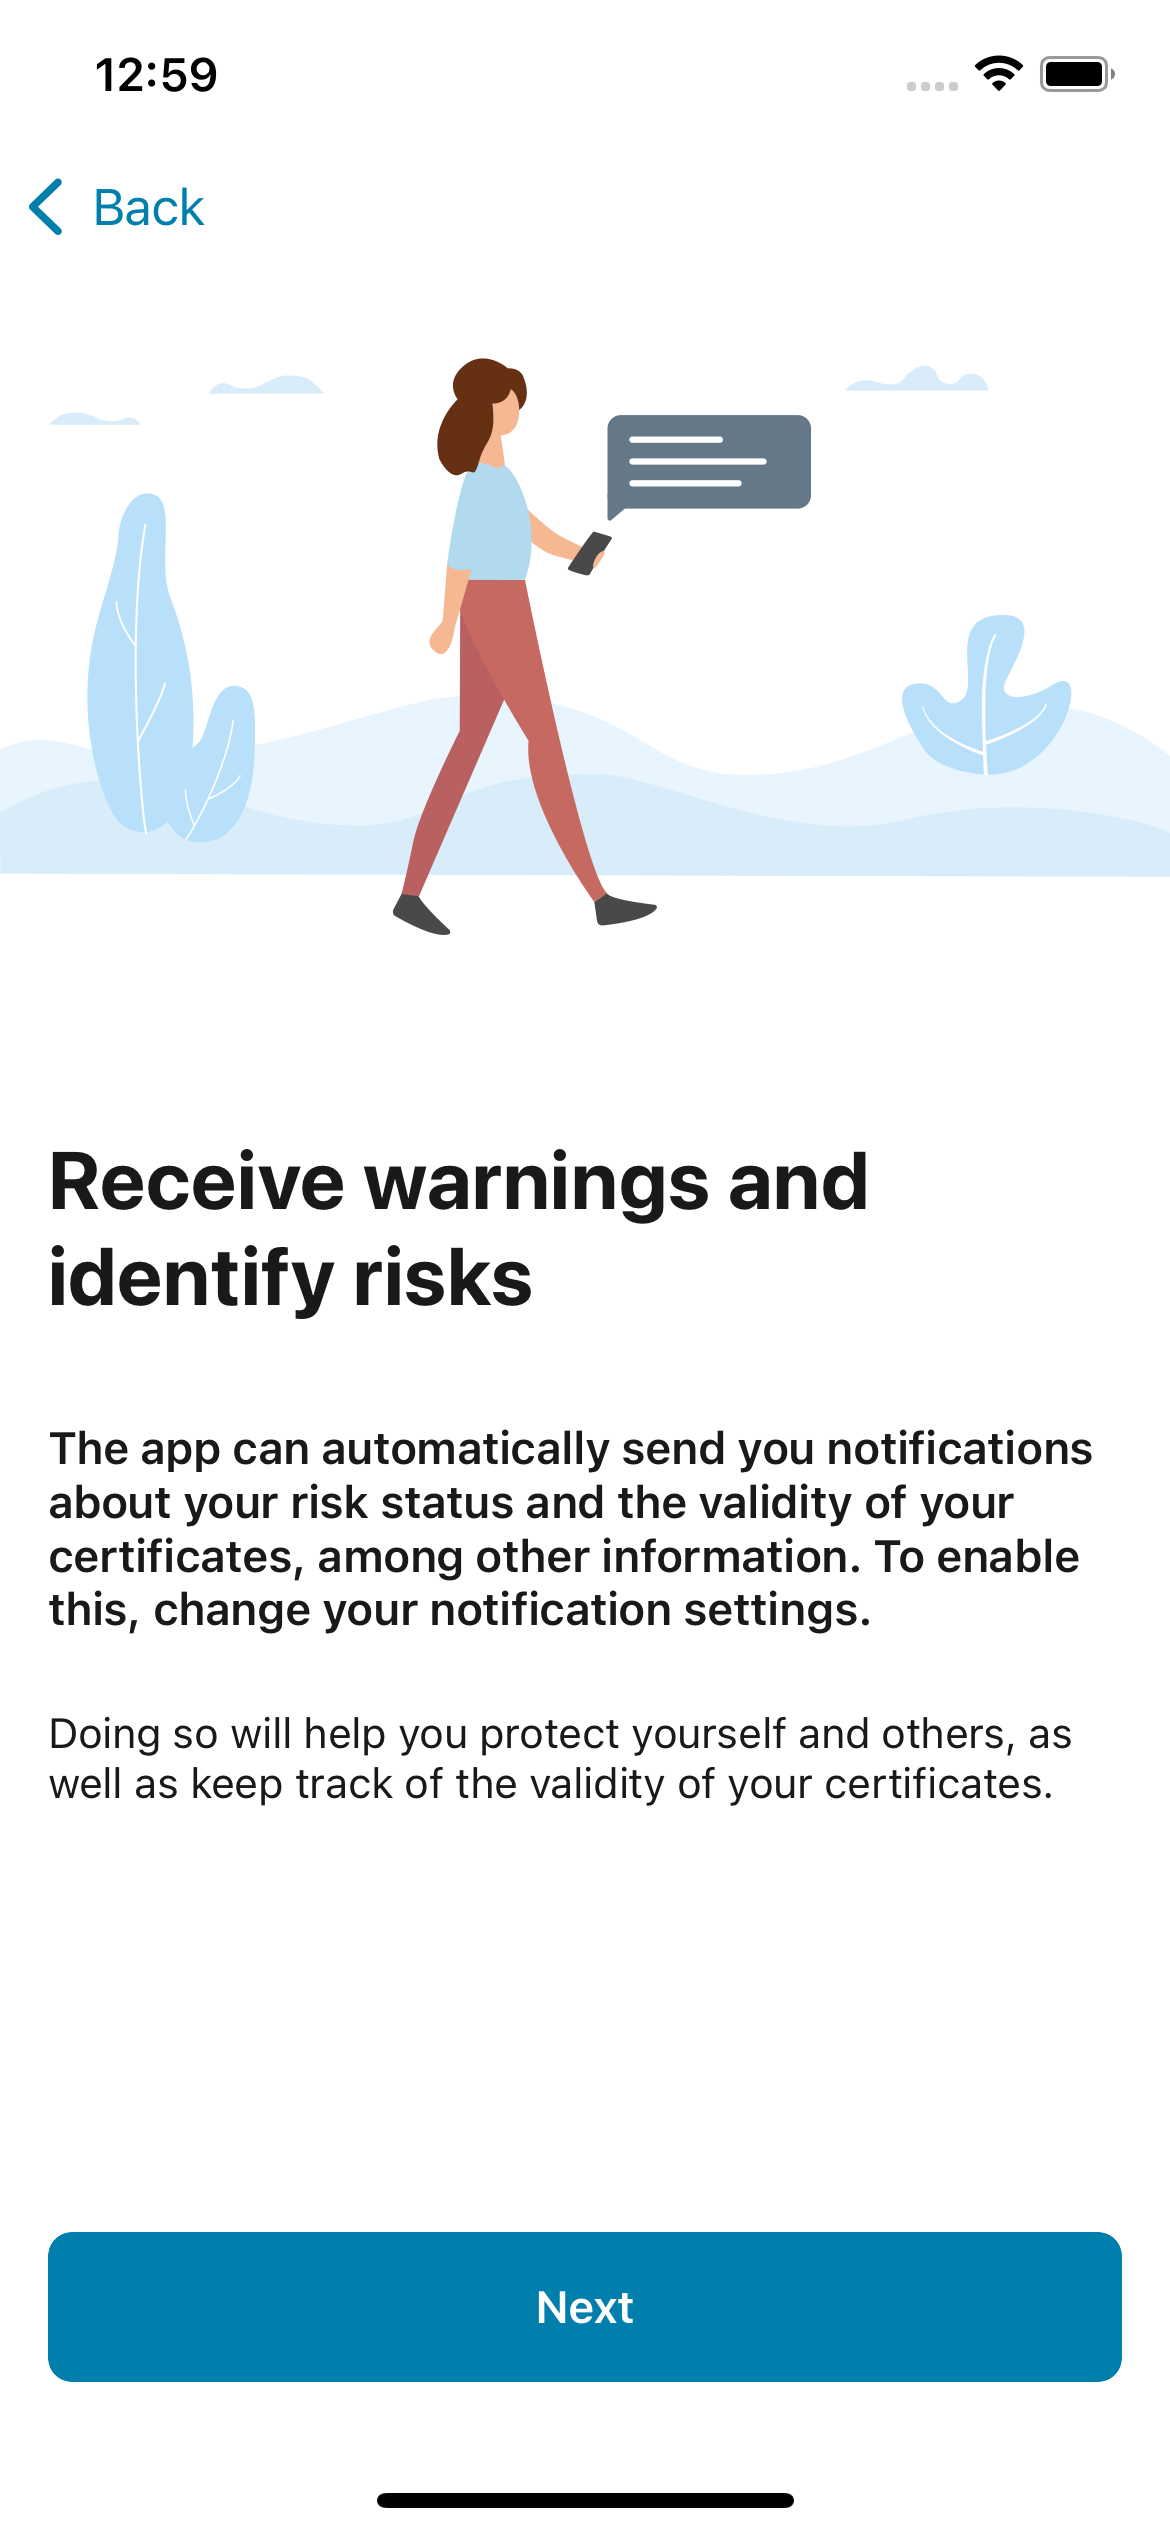 12:59
Back
Receive warnings and
identify risks
The app can automatically send you notifications
about your risk status and the validity of your
certificates, among other information. To enable
this, change your notification settings.
Doing so will help you protect yourself and others, as
well as keep track of the validity of your certificates.
Next